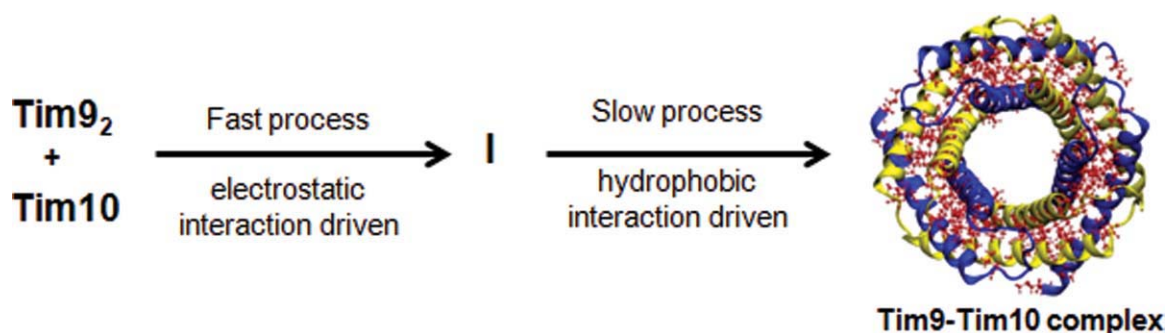 Tim9₂
+
Tim10
Fast process
electrostatic
interaction driven
I
Slow process
hydrophobic
interaction driven
Tim9-Tim10 complex